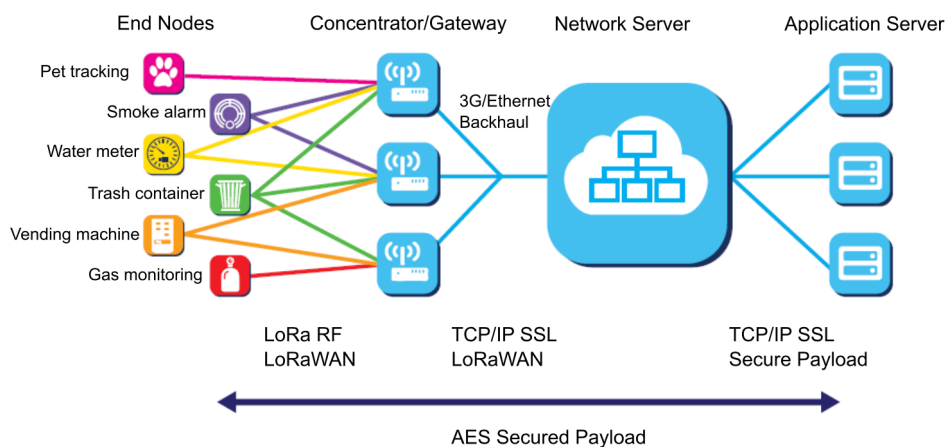 End Nodes
Concentrator/Gateway
Network Server
Application Server
Pet tracking
Smoke alarm
Water meter
Trash container
Vending machine
Gas monitoring
3G/Ethernet
Backhaul
LoRa RF
LoRaWAN
TCP/IP SSL
LoRaWAN
TCP/IP SSL
Secure Payload
AES Secured Payload